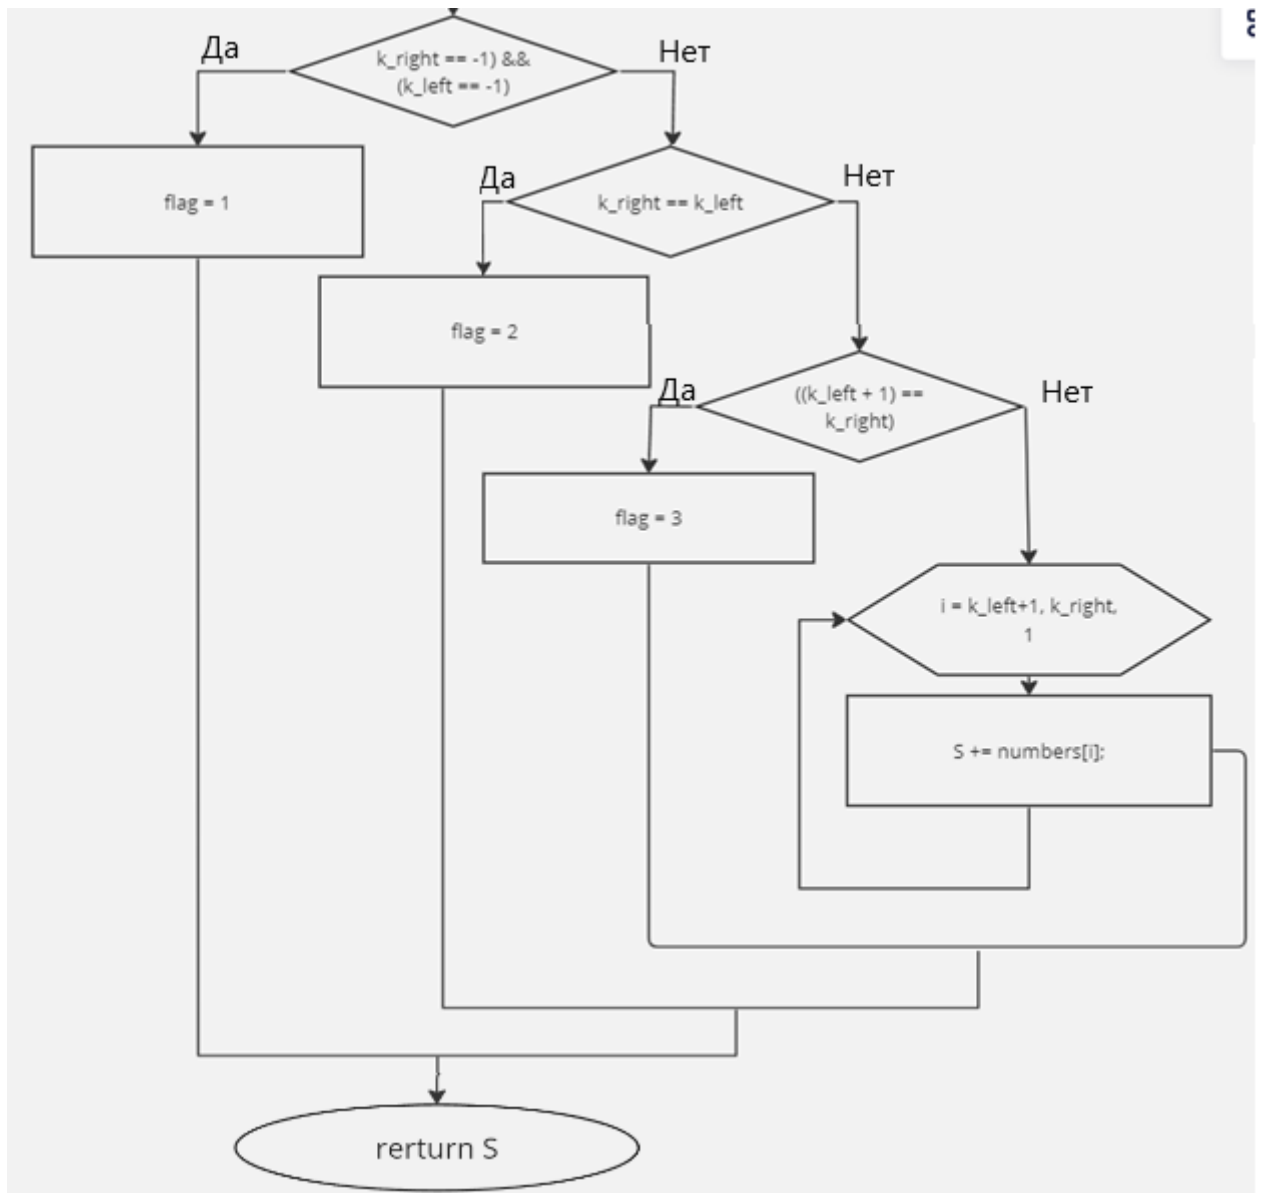 Да
k_right == -1) &&
(k_left == -1)
Нет
flag = 1
Да
k_right == k_left
Нет
flag = 2
Да
((k_left + 1) ==
k_right)
Нет
flag = 3
i = k_left+1, k_right,
1
S += numbers[i];
rerturn S